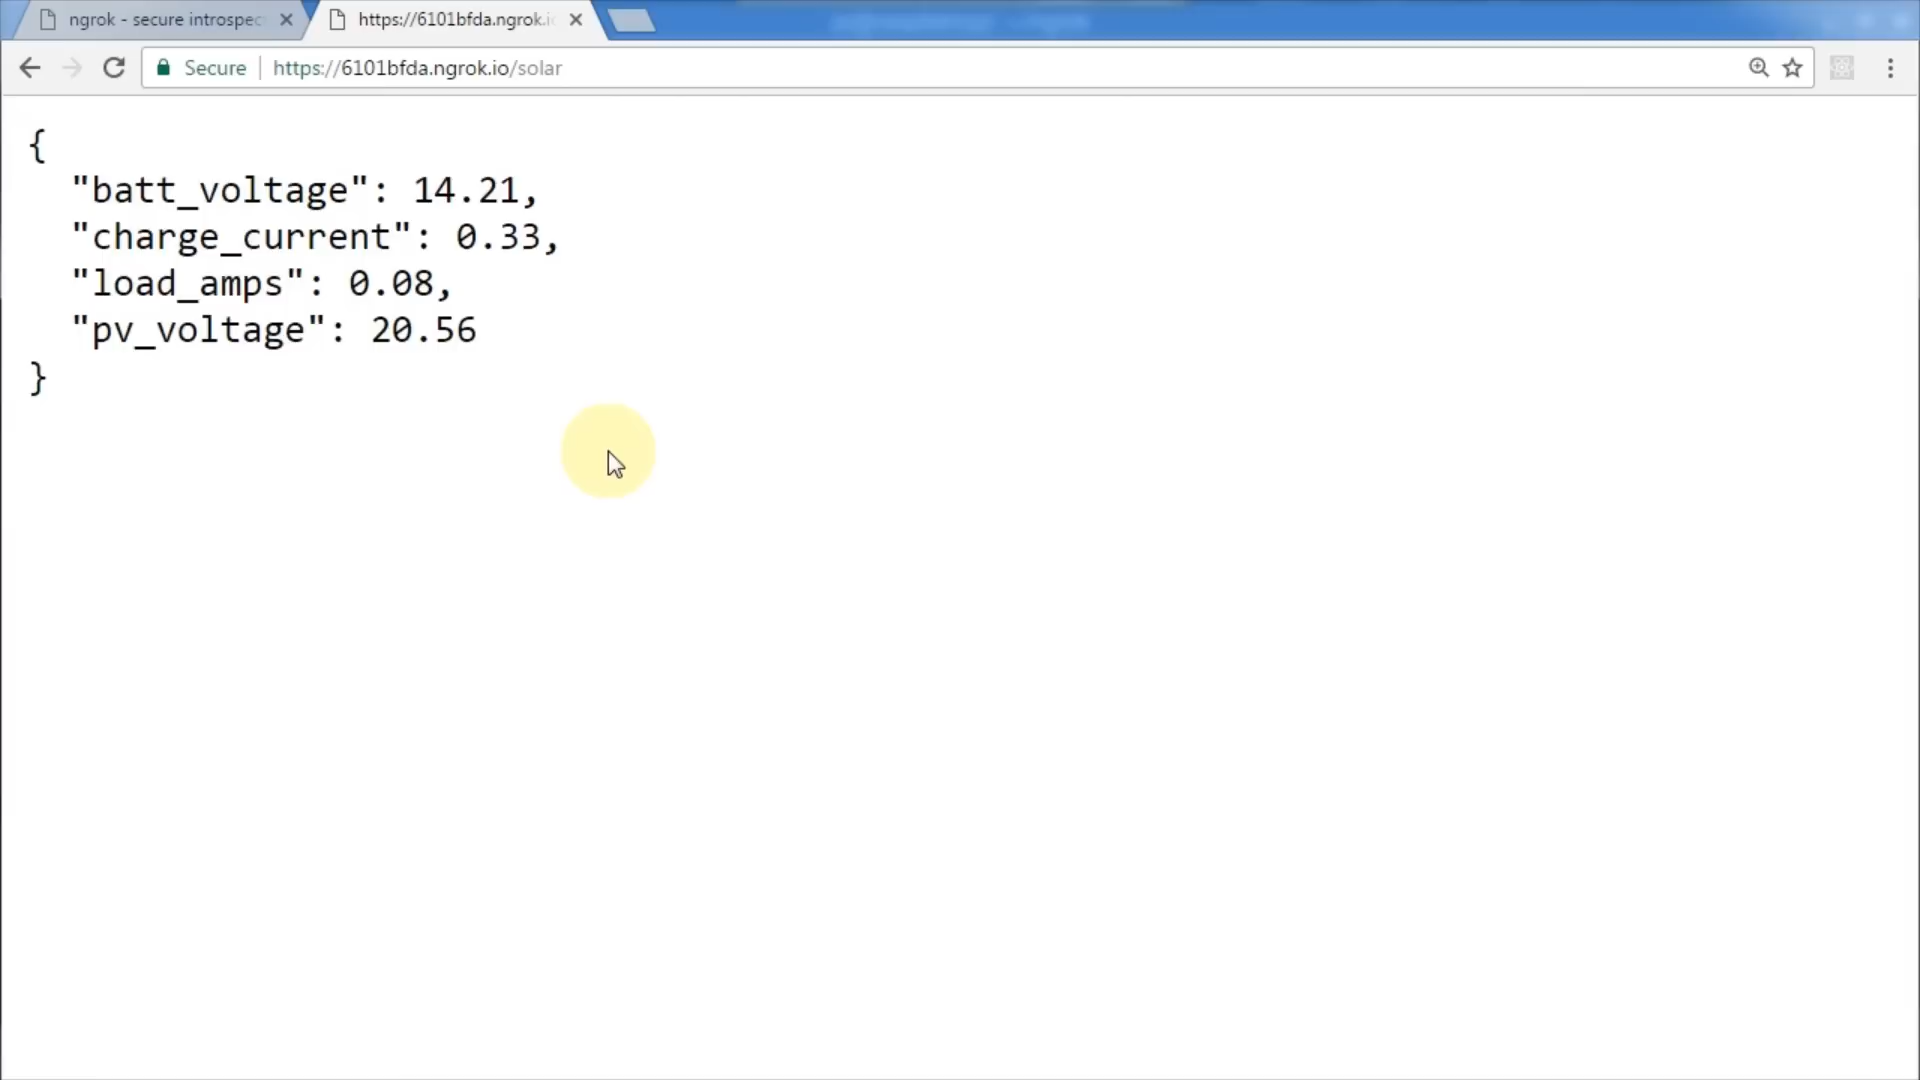 ngrok - secure introspec
https://6101bfda.ngrok.i
Secure
https://6101bfda.ngrok.io/solar
{
"batt_voltage": 14.21,
"charge_current": 0.33,
"load_amps": 0.08,
"pv_voltage": 20.56
}